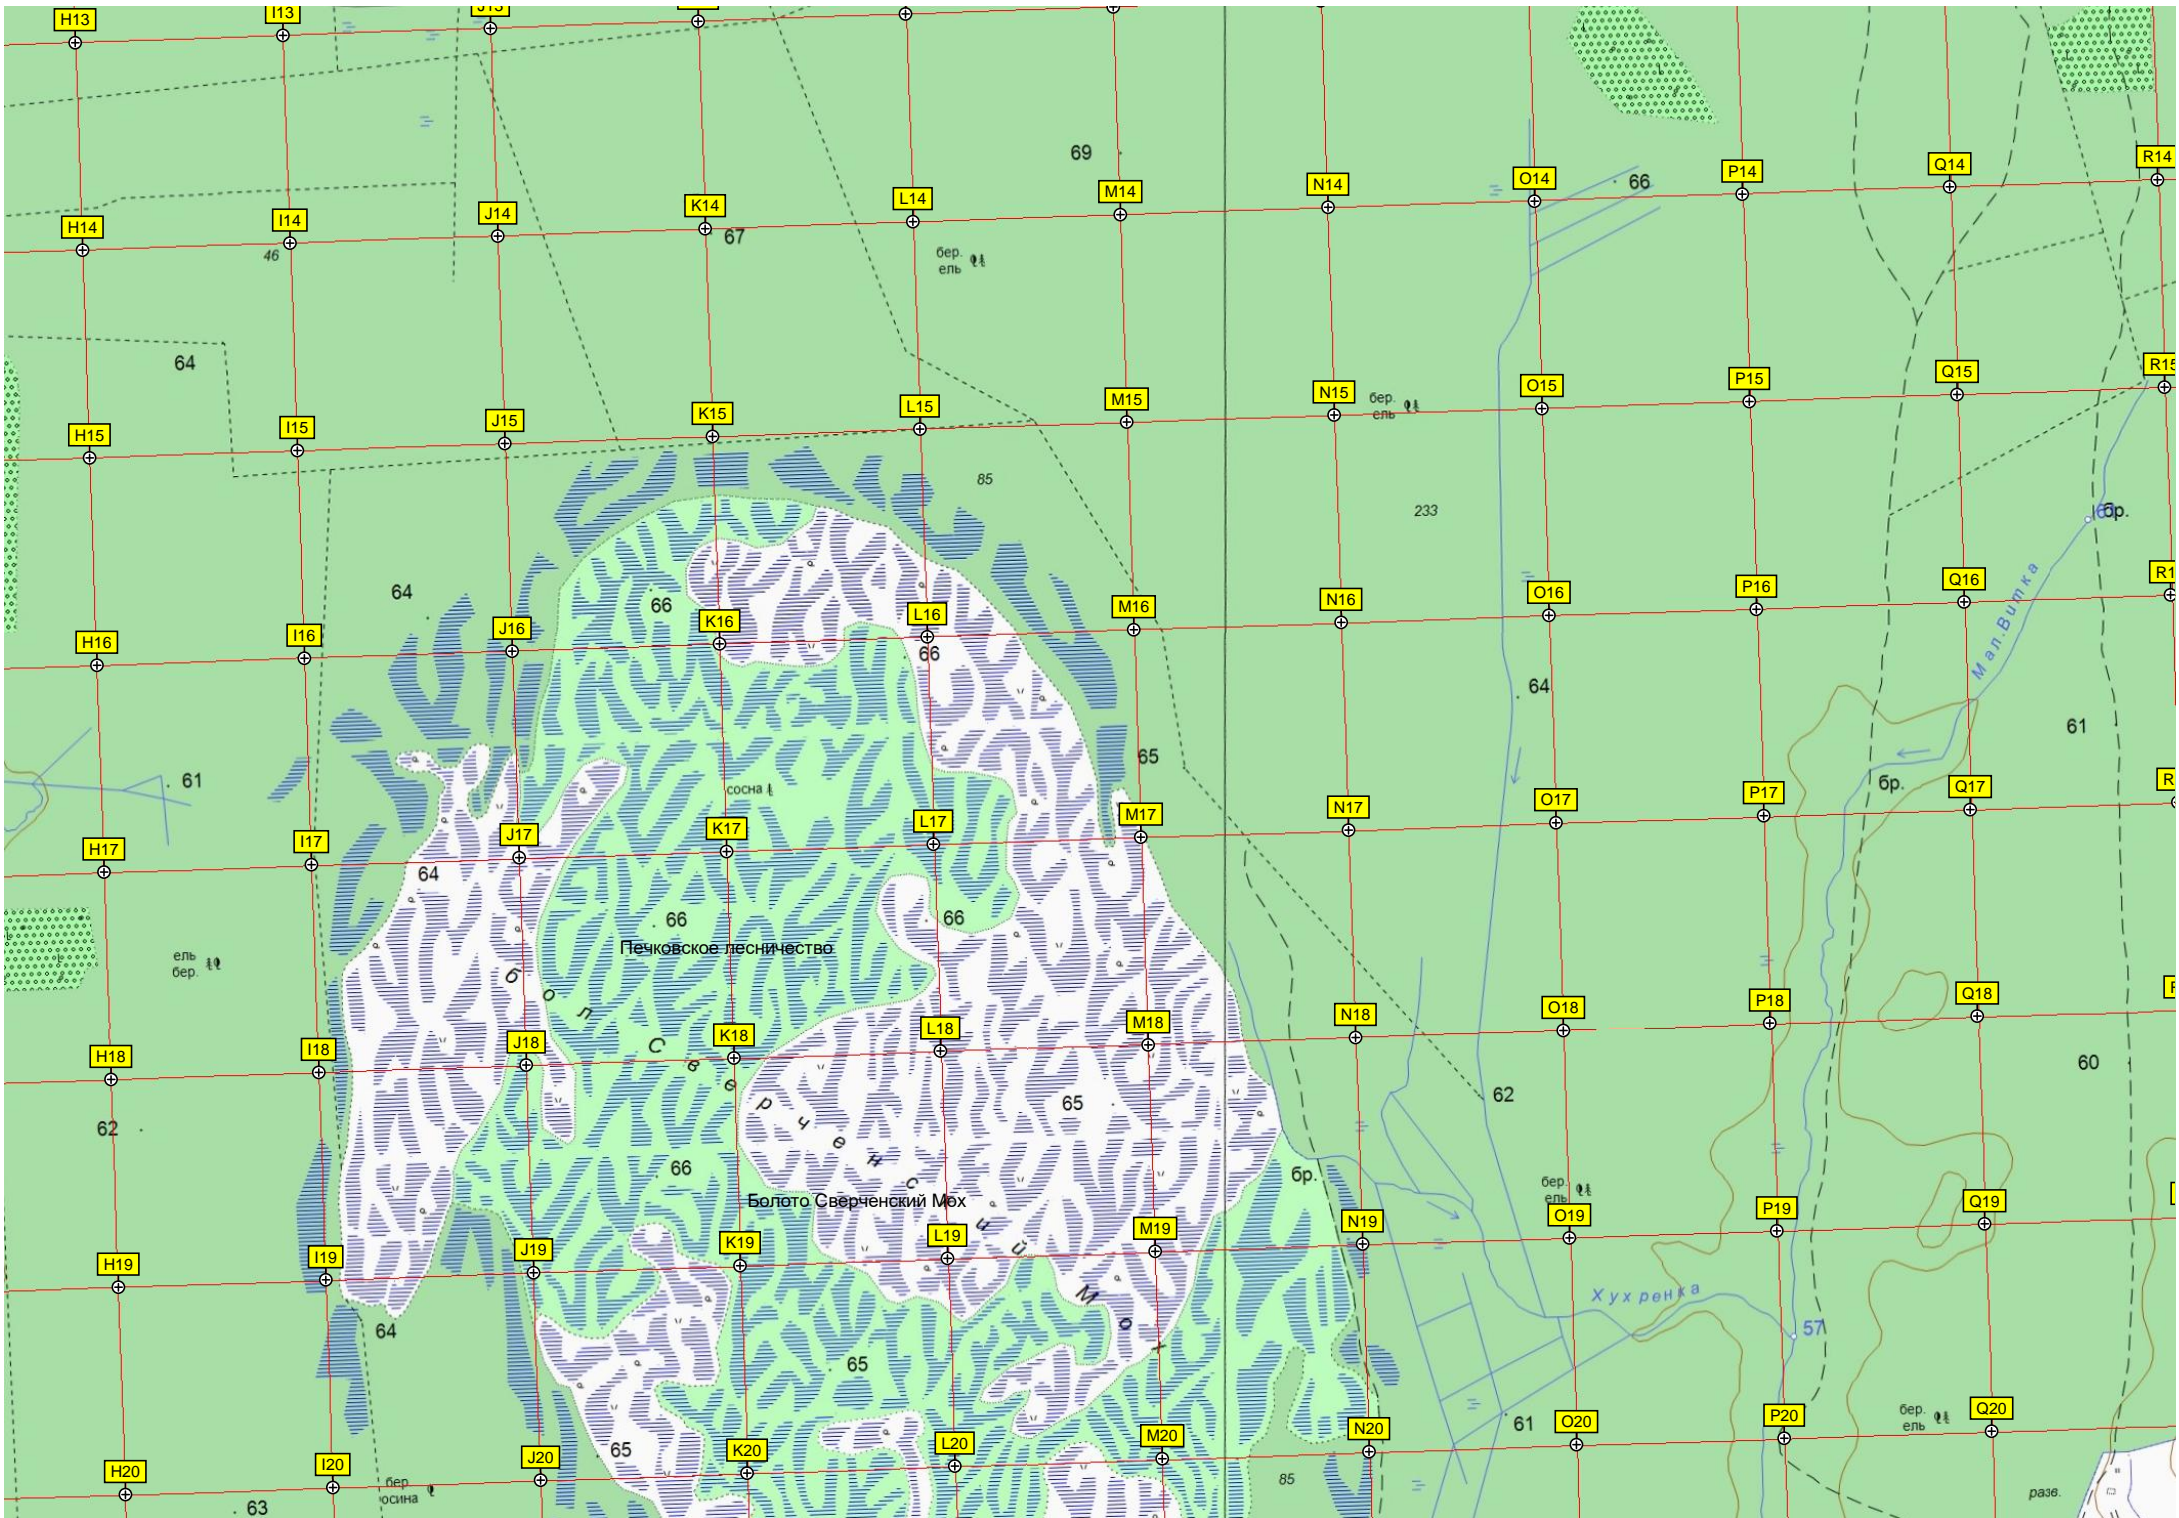 H13
I13
J13
69
H14
I14
J14
K14
L14
M14
N14
O14
66
P14
Q14
R14
46
67
бер.
ель
64
H15
I15
J15
K15
L15
M15
N15
бер.
ель
O15
P15
Q15
R15
85
233
бр.
64
66
H16
I16
J16
K16
L16
66
M16
N16
O16
P16
Q16
Мал.Витка
64
61
65
61
сосна
бр.
H17
I17
J17
K17
L17
M17
N17
O17
P17
Q17
64
66
66
Печковское лесничество
ель
бер.
H18
I18
J18
K18
L18
M18
N18
O18
P18
Q18
бол Сверченский Мох
62
65
62
60
66
бр.
бер.
ель
Болото Сверченский Мох
H19
I19
J19
K19
L19
M19
N19
O19
P19
Q19
Хухренка
57
64
65
H20
I20
J20
65
K20
L20
M20
N20
61
O20
P20
бер.
ель
Q20
бер.
осина
85
63
разв.